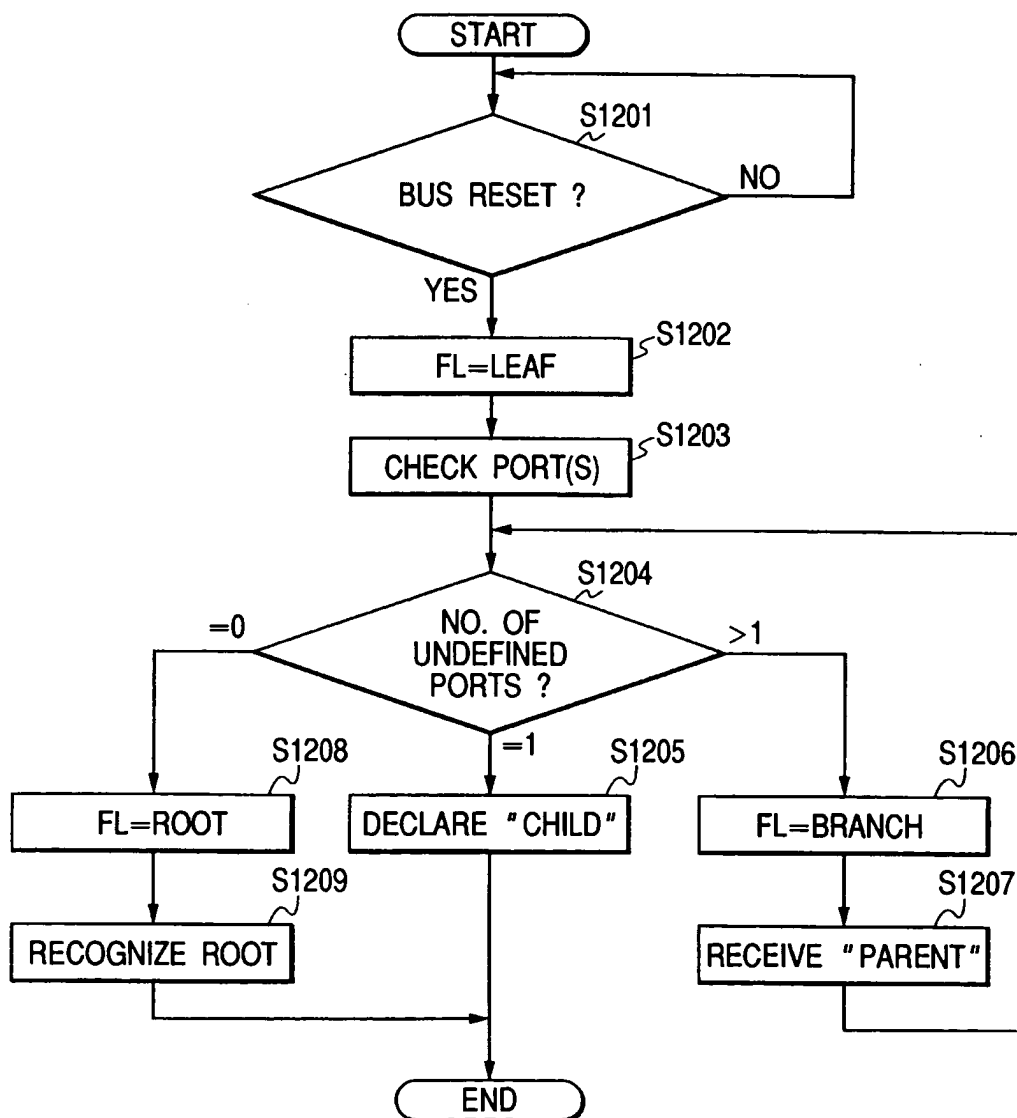 START
S1201
BUS RESET ?
NO
YES
S1202
FL=LEAF
S1203
CHECK PORT(S)
S1204
=0
NO. OF
UNDEFINED
PORTS ?
>1
=1
S1208
FL=ROOT
S1205
DECLARE "CHILD"
S1206
FL=BRANCH
S1209
RECOGNIZE ROOT
S1207
RECEIVE "PARENT"
END